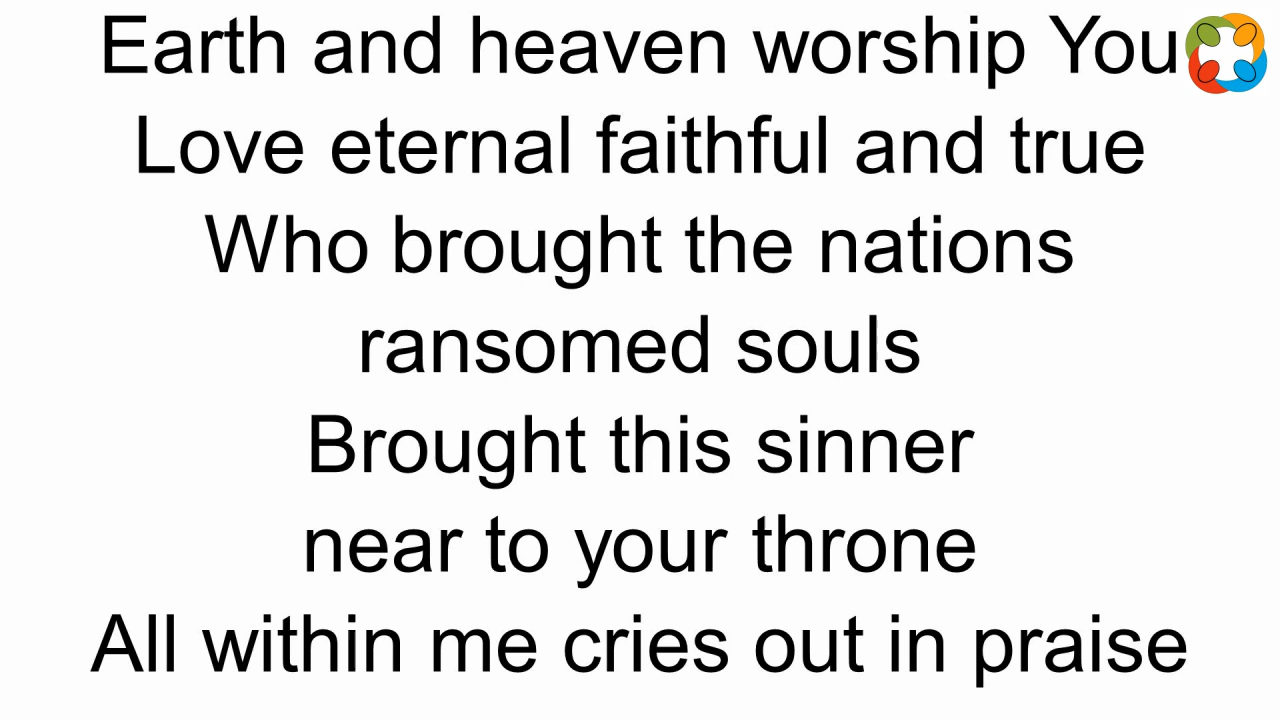 Earth and heaven worship You
Love eternal faithful and true
Who brought the nations
ransomed souls
Brought this sinner
near to your throne
All within me cries out in praise